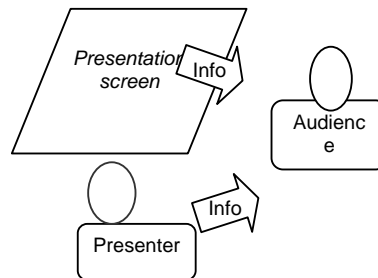 Presentation
screen
Info
Audienc
e
Info
Presenter